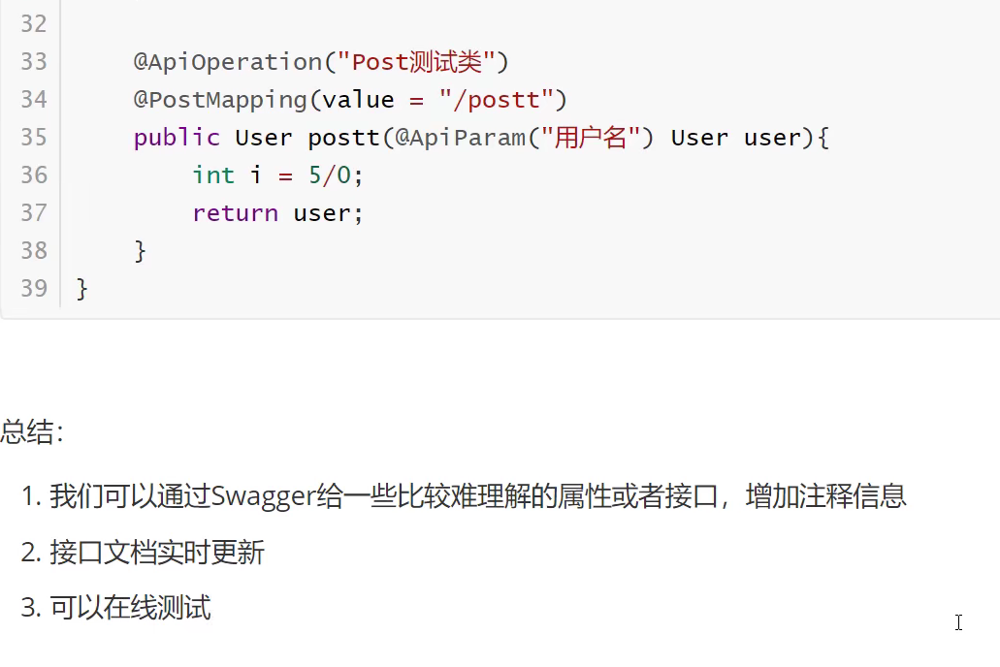 32
33 @ApiOperation("Post测试类")
34 @PostMapping(value = "/postt")
35 public User postt(@ApiParam("用户名") User user){
36 int i = 5/0;
37 return user;
38 }
39 }
总结：
1. 我们可以通过Swagger给一些比较难理解的属性或者接口，增加注释信息
2. 接口文档实时更新
3. 可以在线测试